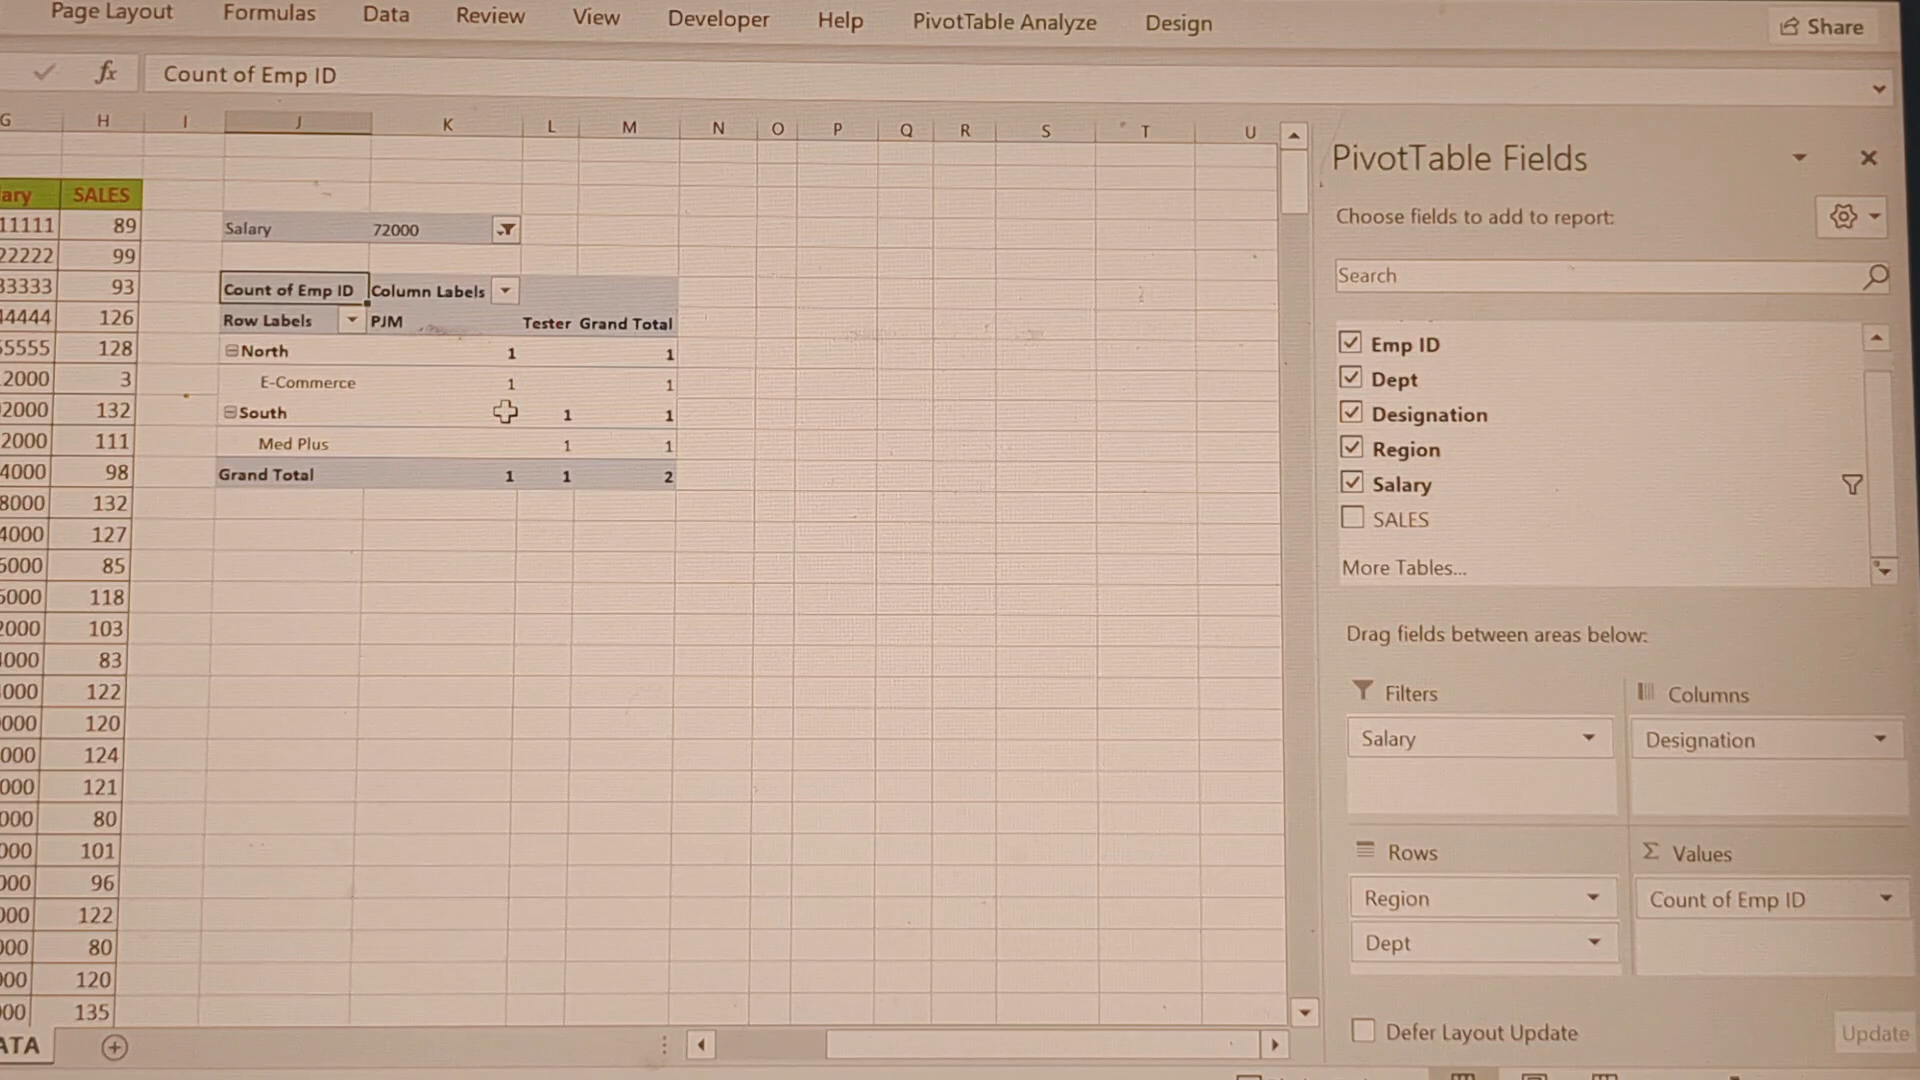 Page Layout Formulas Data Review View Developer Help PivotTable Analyze Design Share
fx Count of Emp ID
G H I J K L M N O P Q R S T U
ary SALES
11111 89
22222 99
33333 93
44444 126
55555 128
2000 3
02000 132
2000 111
4000 98
8000 132
4000 127
5000 85
5000 118
2000 103
000 83
000 122
000 120
000 124
000 121
000 80
000 101
000 96
000 122
000 80
000 120
000 135
Salary 72000
Count of Emp ID Column Labels
Row Labels PJM Tester Grand Total
North 1 1
E-Commerce 1 1
South 1 1
Med Plus 1 1
Grand Total 1 1 2
ATA
PivotTable Fields
Choose fields to add to report:
Search
Emp ID
Dept
Designation
Region
Salary
SALES
More Tables...
Drag fields between areas below:
Filters Columns
Salary Designation
Rows Σ Values
Region Count of Emp ID
Dept
Defer Layout Update Update